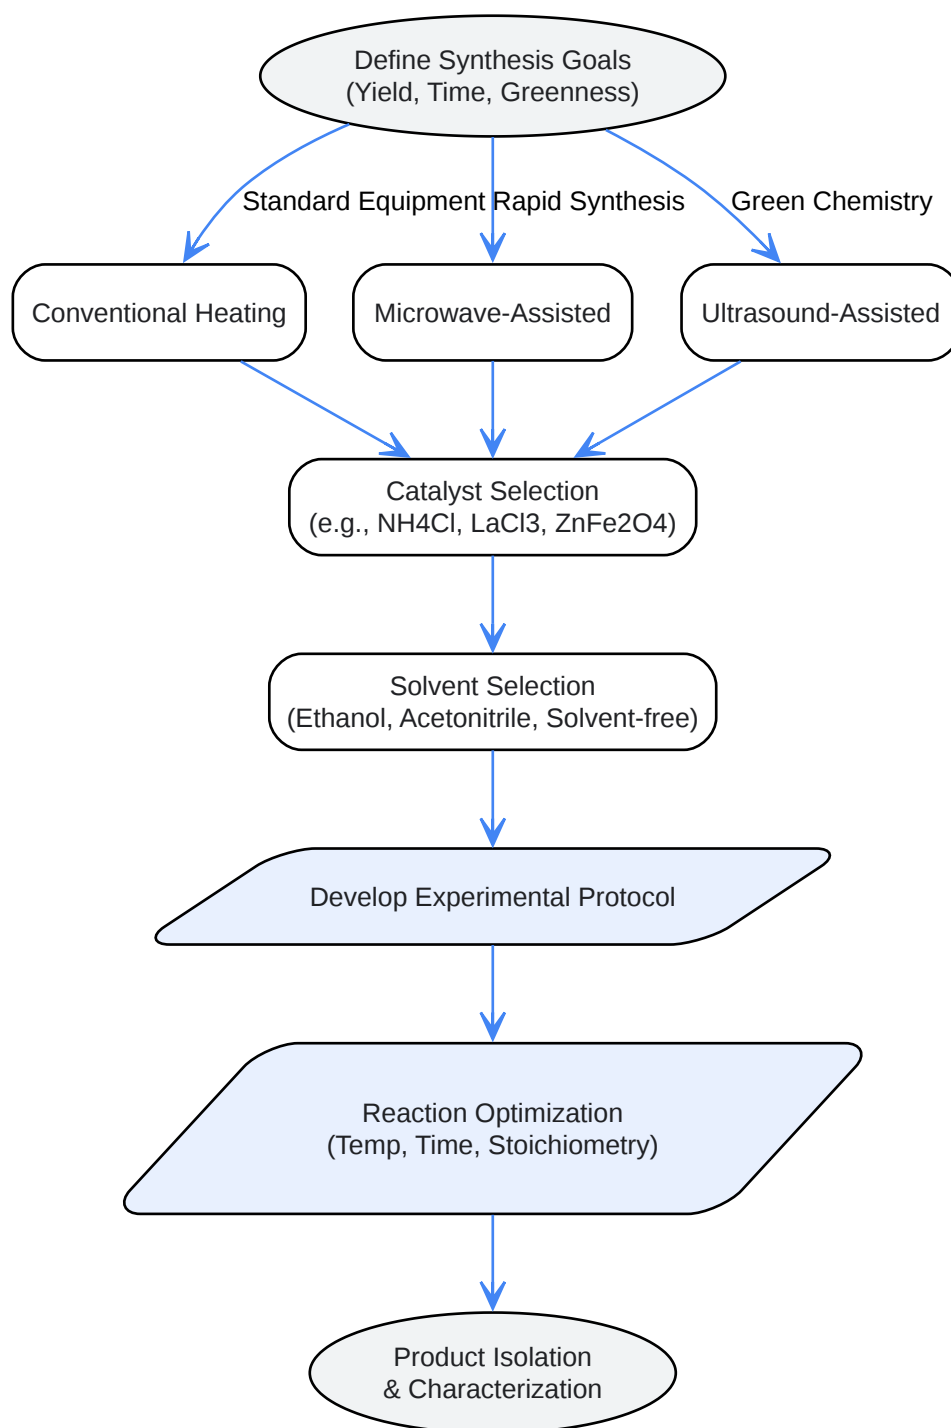 Define Synthesis Goals
(Yield, Time, Greenness)
Standard Equipment
Rapid Synthesis
Green Chemistry
Conventional Heating
Microwave-Assisted
Ultrasound-Assisted
Catalyst Selection
(e.g., NH4Cl, LaCl3, ZnFe2O4)
Solvent Selection
(Ethanol, Acetonitrile, Solvent-free)
Develop Experimental Protocol
Reaction Optimization
(Temp, Time, Stoichiometry)
Product Isolation
& Characterization